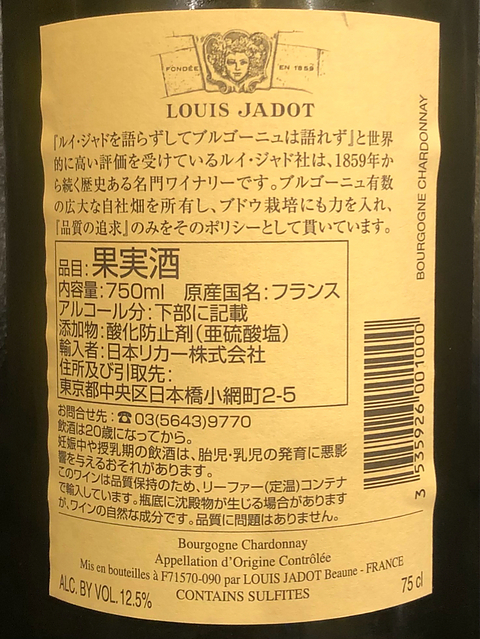 FONDÉE EN 1859
LOUIS JADOT
『ルイ・ジャドを語らずしてブルゴーニュは語れず』と世界
的に高い評価を受けているルイ・ジャド社は、1859年か
ら続く歴史ある名門ワイナリーです。ブルゴーニュ有数
の広大な自社畑を所有し、ブドウ栽培にも力を入れ、
『品質の追求』のみをそのポリシーとして貫いています。
品目：果実酒
内容量：750ml 原産国名：フランス
アルコール分：下部に記載
添加物：酸化防止剤（亜硫酸塩）
輸入者：日本リカー株式会社
住所及び引取先：
東京都中央区日本橋小網町2-5
お問合せ先：☎03(5643)9770
飲酒は20歳になってから。
妊娠中や授乳期の飲酒は、胎児・乳児の発育に悪影
響を与えるおそれがあります。
このワインは品質保持のため、リーファー（定温）コンテナ
で輸入しています。瓶底に沈殿物が生じる場合があります
が、ワインの自然な成分です。品質に問題はありません。
BOURGOGNE CHARDONNAY
3 535926 001000
Bourgogne Chardonnay
Appellation d'Origine Contrôlée
Mis en bouteilles à F71570-090 par LOUIS JADOT Beaune - FRANCE
ALC. BY VOL. 12.5% CONTAINS SULFITES 75 cl